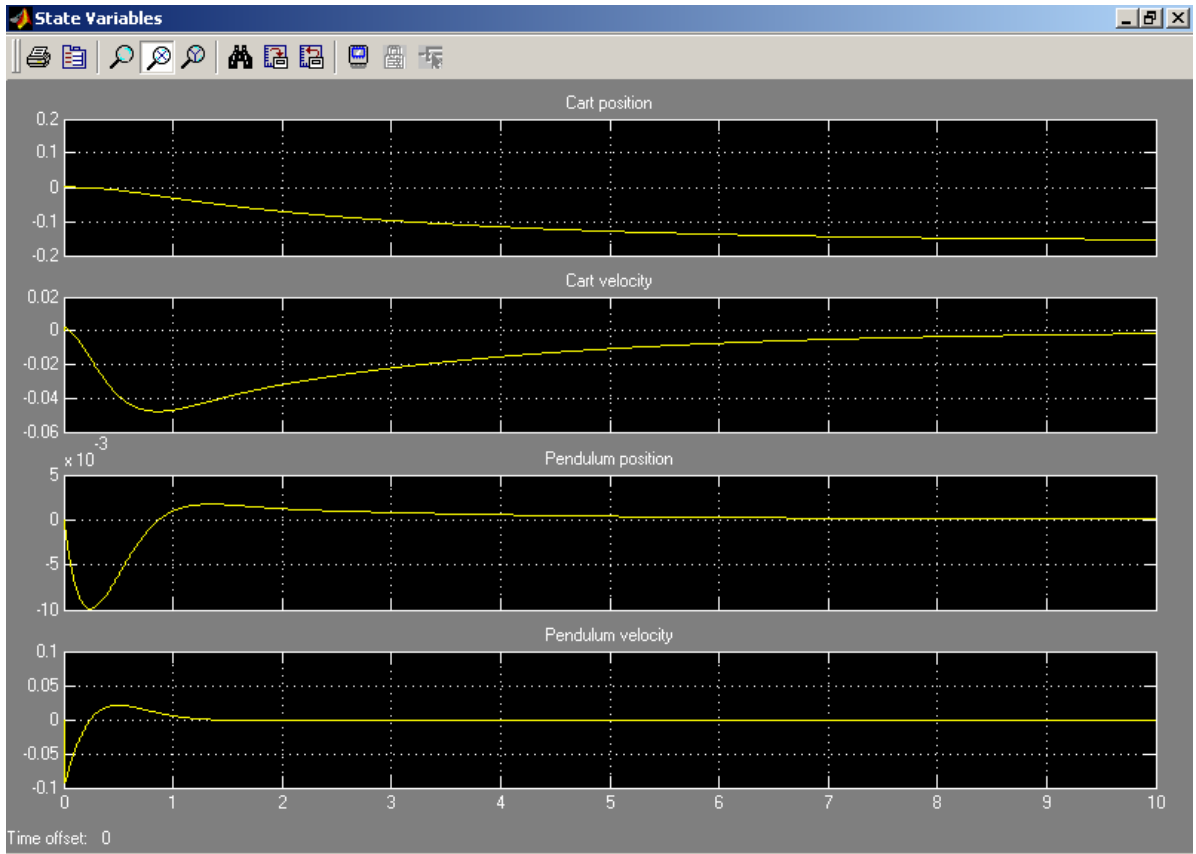 State Variables
Cart position
0.2
0.1
0
-0.1
-0.2
Cart velocity
0.02
0
-0.02
-0.04
-0.06
x 10^-3
Pendulum position
5
0
-5
-10
Pendulum velocity
0.1
0.05
0
-0.05
-0.1
0 1 2 3 4 5 6 7 8 9 10
Time offset: 0